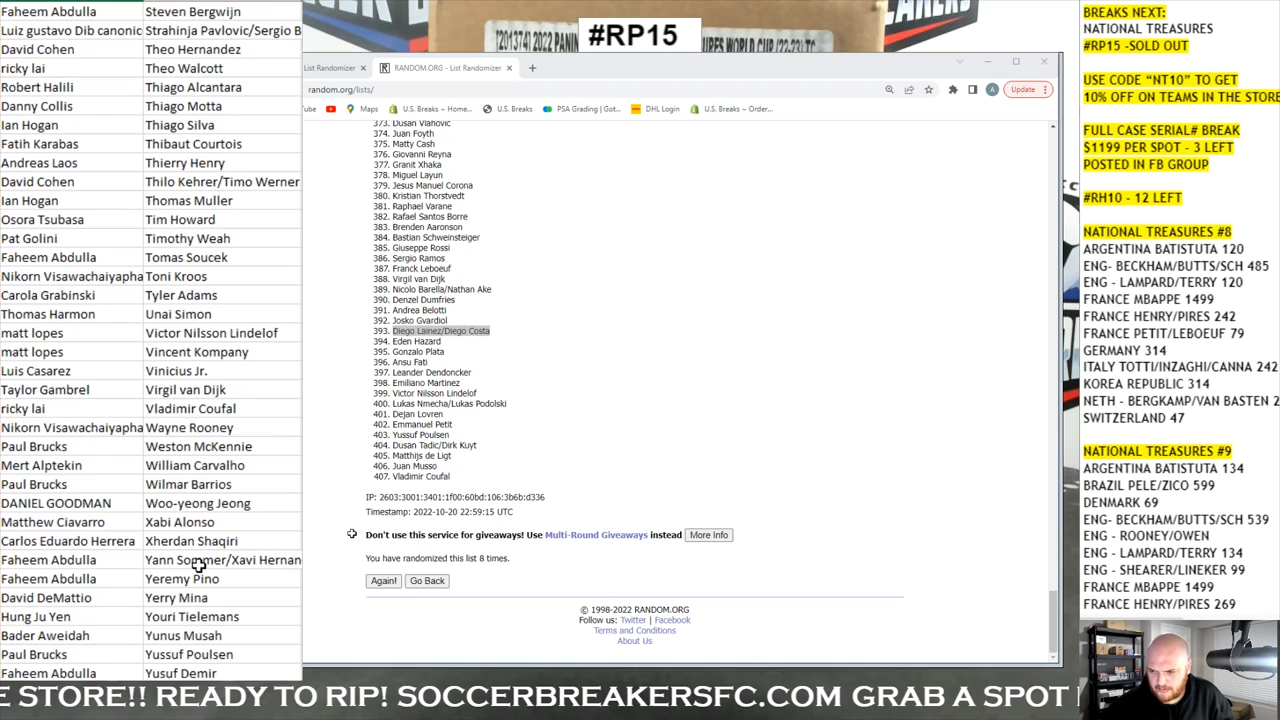 Faheem Abdulla Steven Bergwijn
Luiz gustavo Dib canonic Strahinja Pavlovic/Sergio B
David Cohen Theo Hernandez
ricky lai Theo Walcott
Robert Halili Thiago Alcantara
Danny Collis Thiago Motta
Ian Hogan Thiago Silva
Fatih Karabas Thibaut Courtois
Andreas Laos Thierry Henry
David Cohen Thilo Kehrer/Timo Werner
Ian Hogan Thomas Muller
Osora Tsubasa Tim Howard
Pat Golini Timothy Weah
Faheem Abdulla Tomas Soucek
Nikorn Visawachaiyapha Toni Kroos
Carola Grabinski Tyler Adams
Thomas Harmon Unai Simon
matt lopes Victor Nilsson Lindelof
matt lopes Vincent Kompany
Luis Casarez Vinicius Jr.
Taylor Gambrel Virgil van Dijk
ricky lai Vladimir Coufal
Nikorn Visawachaiyapha Wayne Rooney
Paul Brucks Weston McKennie
Mert Alptekin William Carvalho
Paul Brucks Wilmar Barrios
DANIEL GOODMAN Woo-yeong Jeong
Matthew Ciavarro Xabi Alonso
Carlos Eduardo Herrera Xherdan Shaqiri
Faheem Abdulla Yann Sommer/Xavi Hernan
Faheem Abdulla Yeremy Pino
David DeMattio Yerry Mina
Hung Ju Yen Youri Tielemans
Bader Aweidah Yunus Musah
Paul Brucks Yussuf Poulsen
Faheem Abdulla Yusuf Demir
#RP15
[201374] 2022 PANIN
URES WORLD CUP (22-23) TC
List Randomizer
RANDOM.ORG - List Randomizer
random.org/lists/
Update
Tube
Maps
U.S. Breaks ~ Home...
U.S. Breaks
PSA Grading | Got...
DHL Login
U.S. Breaks ~ Order...
373. Dusan Vlahovic
374. Juan Foyth
375. Matty Cash
376. Giovanni Reyna
377. Granit Xhaka
378. Miguel Layun
379. Jesus Manuel Corona
380. Kristian Thorstvedt
381. Raphael Varane
382. Rafael Santos Borre
383. Brenden Aaronson
384. Bastian Schweinsteiger
385. Giuseppe Rossi
386. Sergio Ramos
387. Franck Leboeuf
388. Virgil van Dijk
389. Nicolo Barella/Nathan Ake
390. Denzel Dumfries
391. Andrea Belotti
392. Josko Gvardiol
393. Diego Lainez/Diego Costa
394. Eden Hazard
395. Gonzalo Plata
396. Ansu Fati
397. Leander Dendoncker
398. Emiliano Martinez
399. Victor Nilsson Lindelof
400. Lukas Nmecha/Lukas Podolski
401. Dejan Lovren
402. Emmanuel Petit
403. Yussuf Poulsen
404. Dusan Tadic/Dirk Kuyt
405. Matthijs de Ligt
406. Juan Musso
407. Vladimir Coufal
IP: 2603:3001:3401:1f00:60bd:106:3b6b:d336
Timestamp: 2022-10-20 22:59:15 UTC
Don't use this service for giveaways! Use Multi-Round Giveaways instead More Info
You have randomized this list 8 times.
Again! Go Back
© 1998-2022 RANDOM.ORG
Follow us: Twitter | Facebook
Terms and Conditions
About Us
BREAKS NEXT:
NATIONAL TREASURES
#RP15 -SOLD OUT
USE CODE “NT10” TO GET
10% OFF ON TEAMS IN THE STORE
FULL CASE SERIAL# BREAK
$1199 PER SPOT - 3 LEFT
POSTED IN FB GROUP
#RH10 - 12 LEFT
NATIONAL TREASURES #8
ARGENTINA BATISTUTA 120
ENG- BECKHAM/BUTTS/SCH 485
ENG - LAMPARD/TERRY 120
FRANCE MBAPPE 1499
FRANCE HENRY/PIRES 242
FRANCE PETIT/LEBOEUF 79
GERMANY 314
ITALY TOTTI/INZAGHI/CANNA 242
KOREA REPUBLIC 314
NETH - BERGKAMP/VAN BASTEN 2
SWITZERLAND 47
NATIONAL TREASURES #9
ARGENTINA BATISTUTA 134
BRAZIL PELE/ZICO 599
DENMARK 69
ENG- BECKHAM/BUTTS/SCH 539
ENG - ROONEY/OWEN
ENG - LAMPARD/TERRY 134
ENG - SHEARER/LINEKER 99
FRANCE MBAPPE 1499
FRANCE HENRY/PIRES 269
E STORE!! READY TO RIP! SOCCERBREAKERSFC.COM GRAB A SPOT